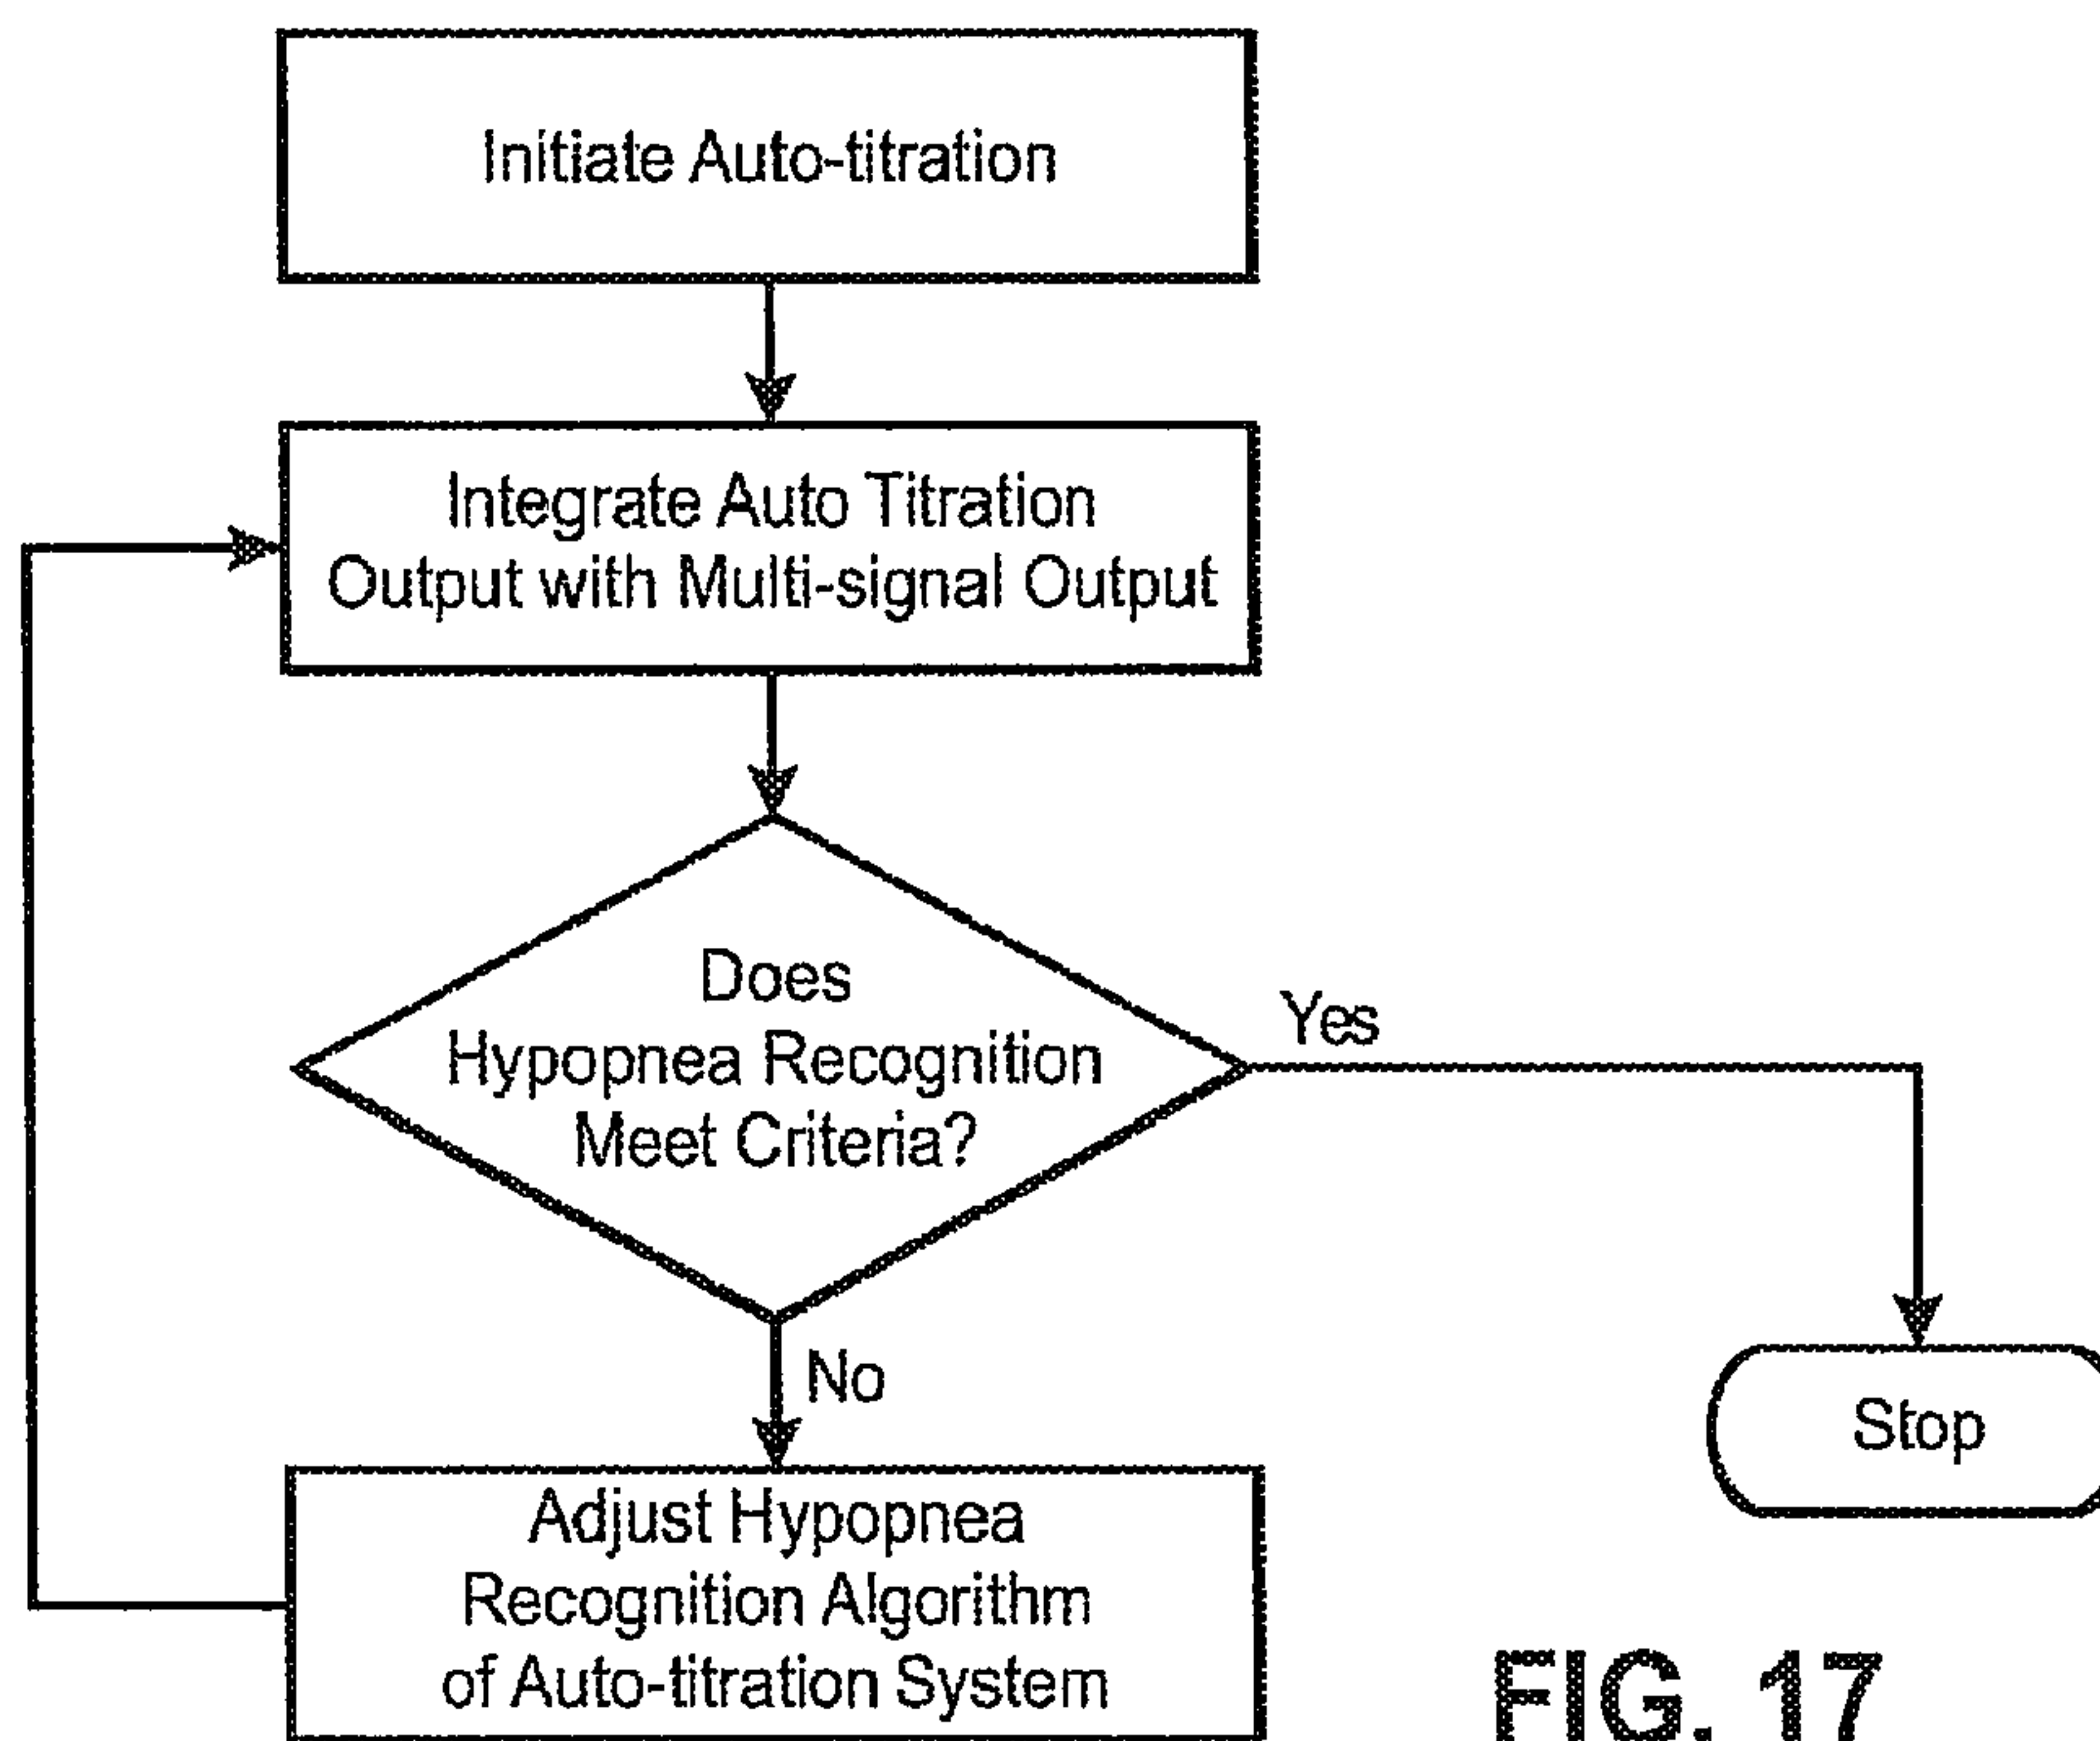 Initiate Auto-titration
Integrate Auto Titration
Output with Multi-signal Output
Does
Hypopnea Recognition
Meet Criteria?
Yes
No
Stop
Adjust Hypopnea
Recognition Algorithm
of Auto-titration System
FIG. 17